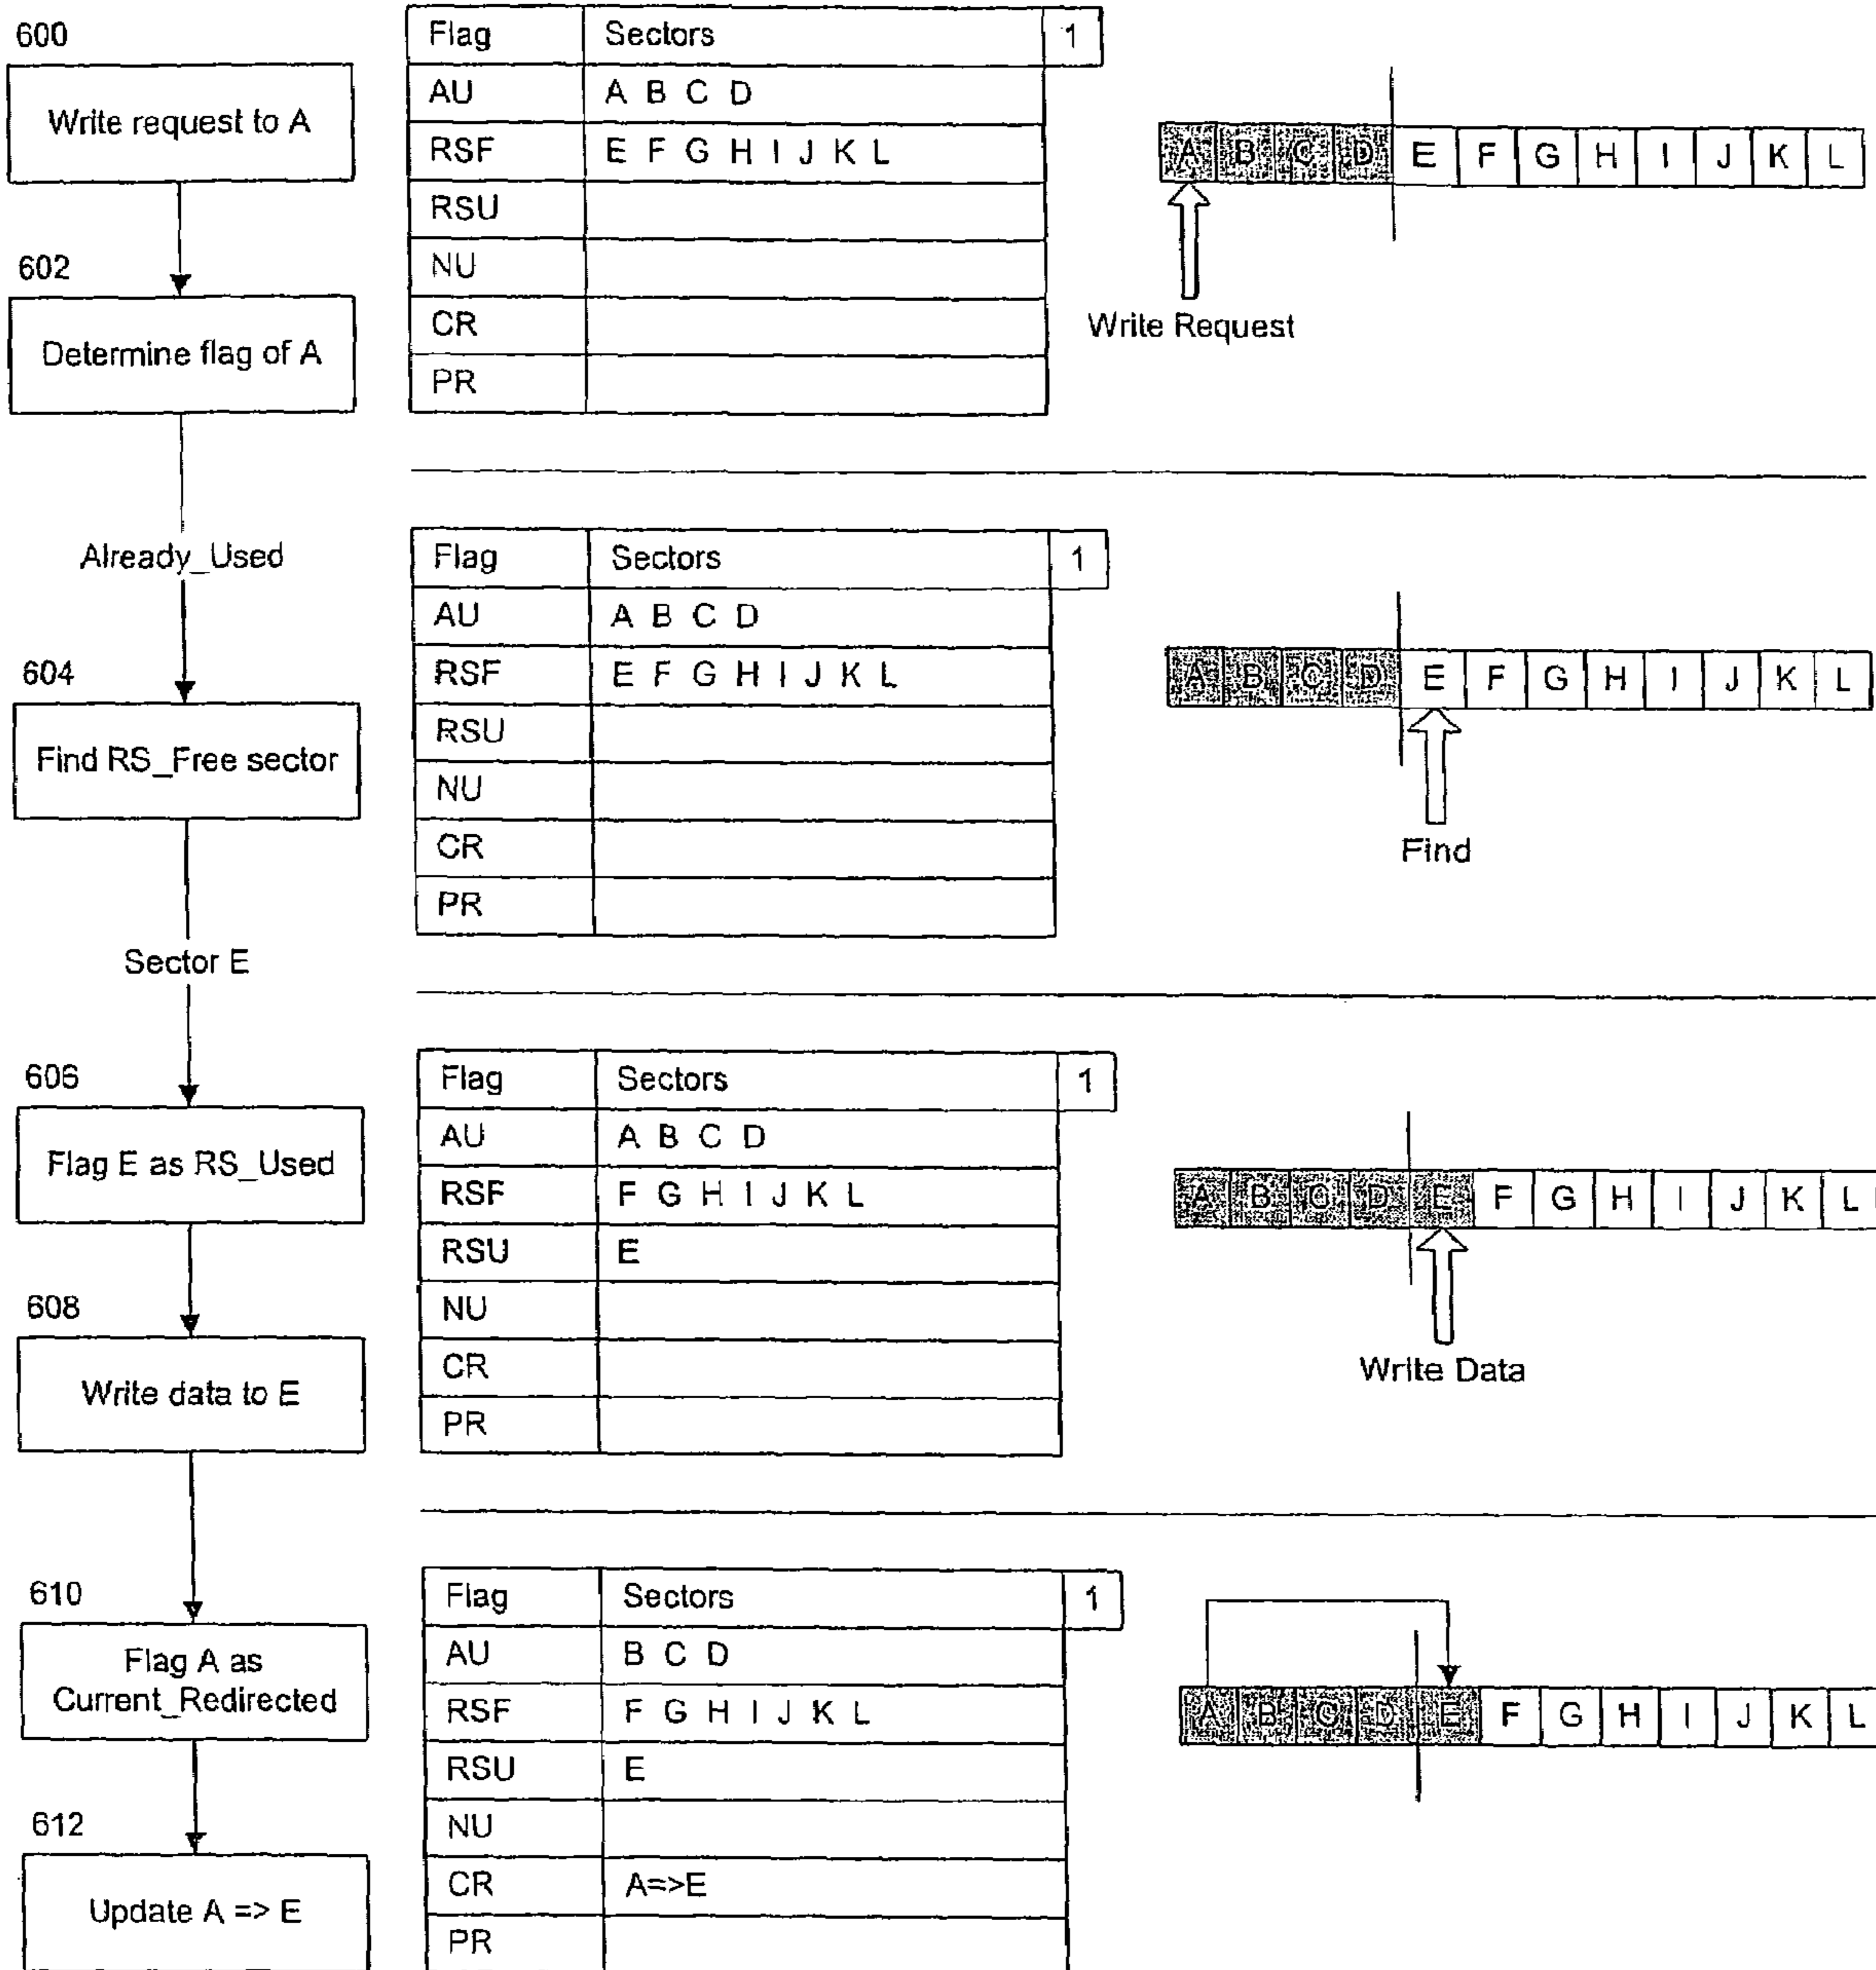 600
Write request to A
602
Determine flag of A
Already_Used
604
Find RS_Free sector
Sector E
606
Flag E as RS_Used
608
Write data to E
610
Flag A as
Current_Redirected
612
Update A => E
Flag Sectors 1
AU A B C D
RSF E F G H I J K L
RSU
NU
CR
PR
A B C D E F G H I J K L
Write Request
Flag Sectors 1
AU A B C D
RSF E F G H I J K L
RSU
NU
CR
PR
A B C D E F G H I J K L
Find
Flag Sectors 1
AU A B C D
RSF F G H I J K L
RSU E
NU
CR
PR
A B C D E F G H I J K L
Write Data
Flag Sectors 1
AU B C D
RSF F G H I J K L
RSU E
NU
CR A=>E
PR
A B C D E F G H I J K L